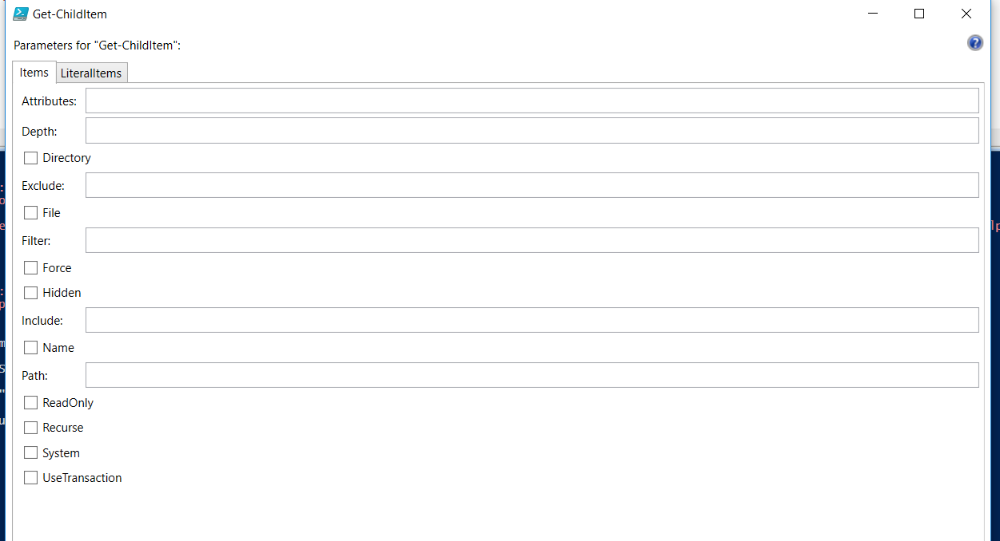 Get-ChildItem
Parameters for "Get-ChildItem":
Items LiteralItems
Attributes:
Depth:
Directory
Exclude:
File
Filter:
Force
Hidden
Include:
Name
Path:
ReadOnly
Recurse
System
UseTransaction